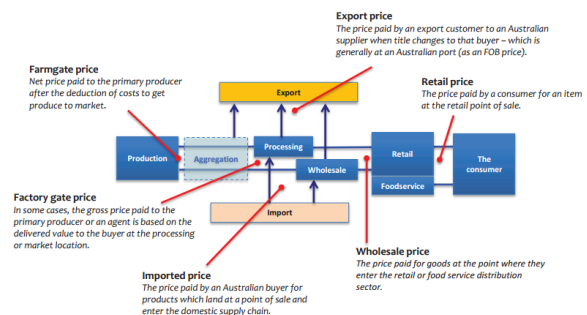 Export price
The price paid by an export customer to an Australian
supplier when title changes to that buyer – which is
generally at an Australian port (as an FOB price).
Farmgate price
Net price paid to the primary producer
after the deduction of costs to get
produce to market.
Retail price
The price paid by a consumer for an item
at the retail point of sale.
Export
Production
Aggregation
Processing
Wholesale
Retail
Foodservice
The
consumer
Import
Factory gate price
In some cases, the gross price paid to the
primary producer or an agent is based on the
delivered value to the buyer at the processing
or market location.
Imported price
The price paid by an Australian buyer for
products which land at a point of sale and
enter the domestic supply chain.
Wholesale price
The price paid for goods at the point where they
enter the retail or food service distribution
sector.